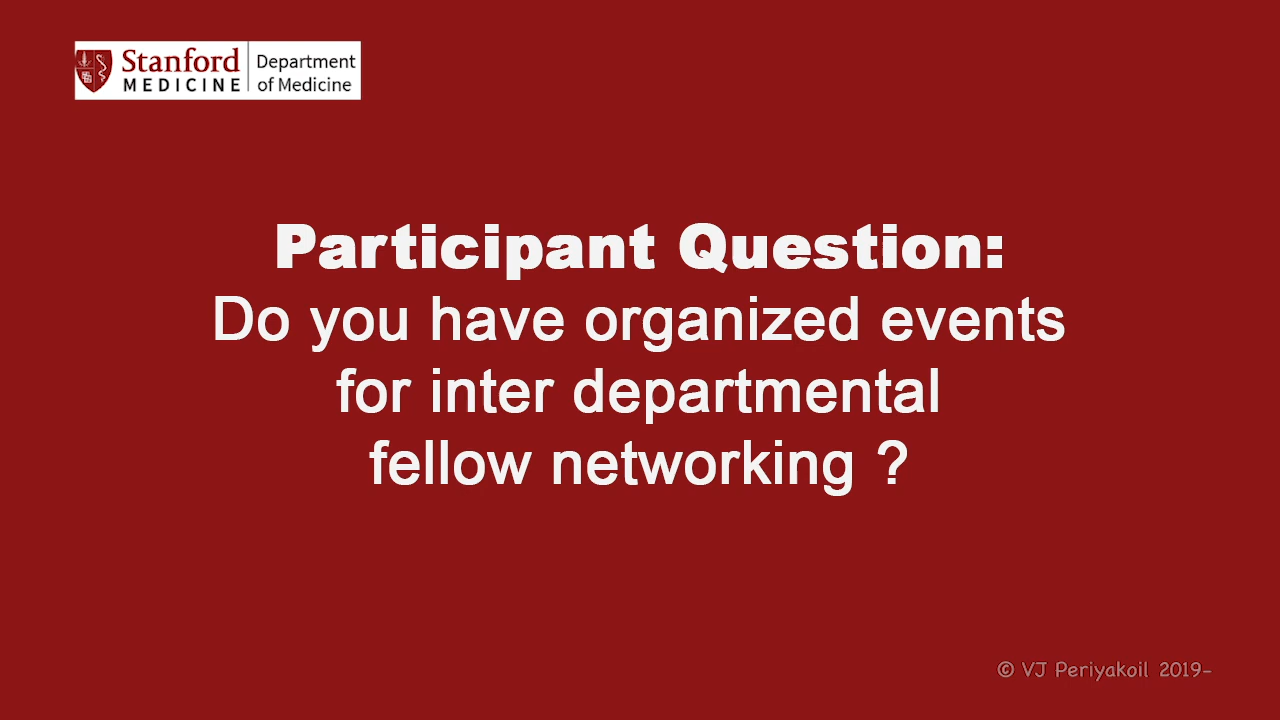 Stanford
MEDICINE
Department
of Medicine
Participant Question:
Do you have organized events
for inter departmental
fellow networking ?
© VJ Periyakoil 2019-